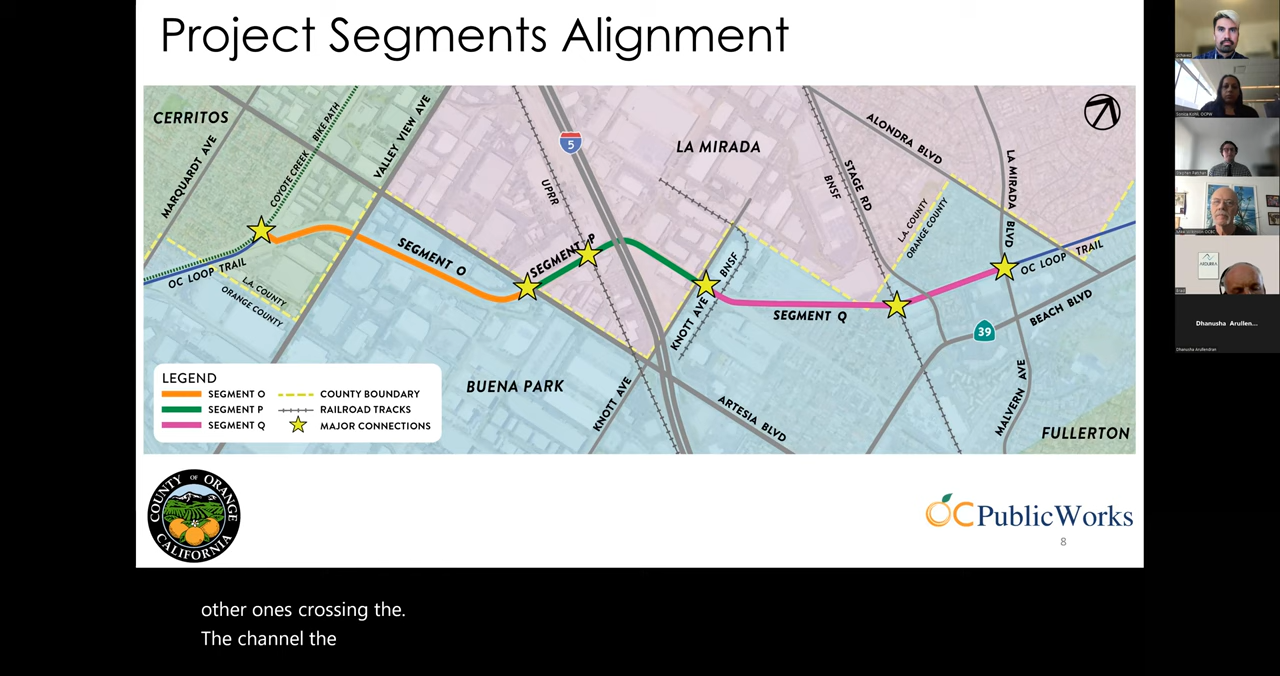 Project Segments Alignment
CERRITOS
MARQUARDT AVE
COYOTE CREEK
BIKE PATH
VALLEY VIEW AVE
UPRR
5
LA MIRADA
ALONDRA BLVD
STAGE RD
BNSF
LA MIRADA BLVD
L.A. COUNTY
ORANGE COUNTY
OC LOOP TRAIL
L.A. COUNTY
ORANGE COUNTY
SEGMENT O
SEGMENT P
BNSF
KNOTT AVE
SEGMENT Q
OC LOOP TRAIL
BEACH BLVD
39
MALVERN AVE
BUENA PARK
KNOTT AVE
ARTESIA BLVD
FULLERTON
LEGEND
SEGMENT O
SEGMENT P
SEGMENT Q
COUNTY BOUNDARY
RAILROAD TRACKS
MAJOR CONNECTIONS
COUNTY OF ORANGE
CALIFORNIA
OCPublicWorks
8
other ones crossing the.
The channel the
Dhanusha Arullen...
Dhanusha Arullendran